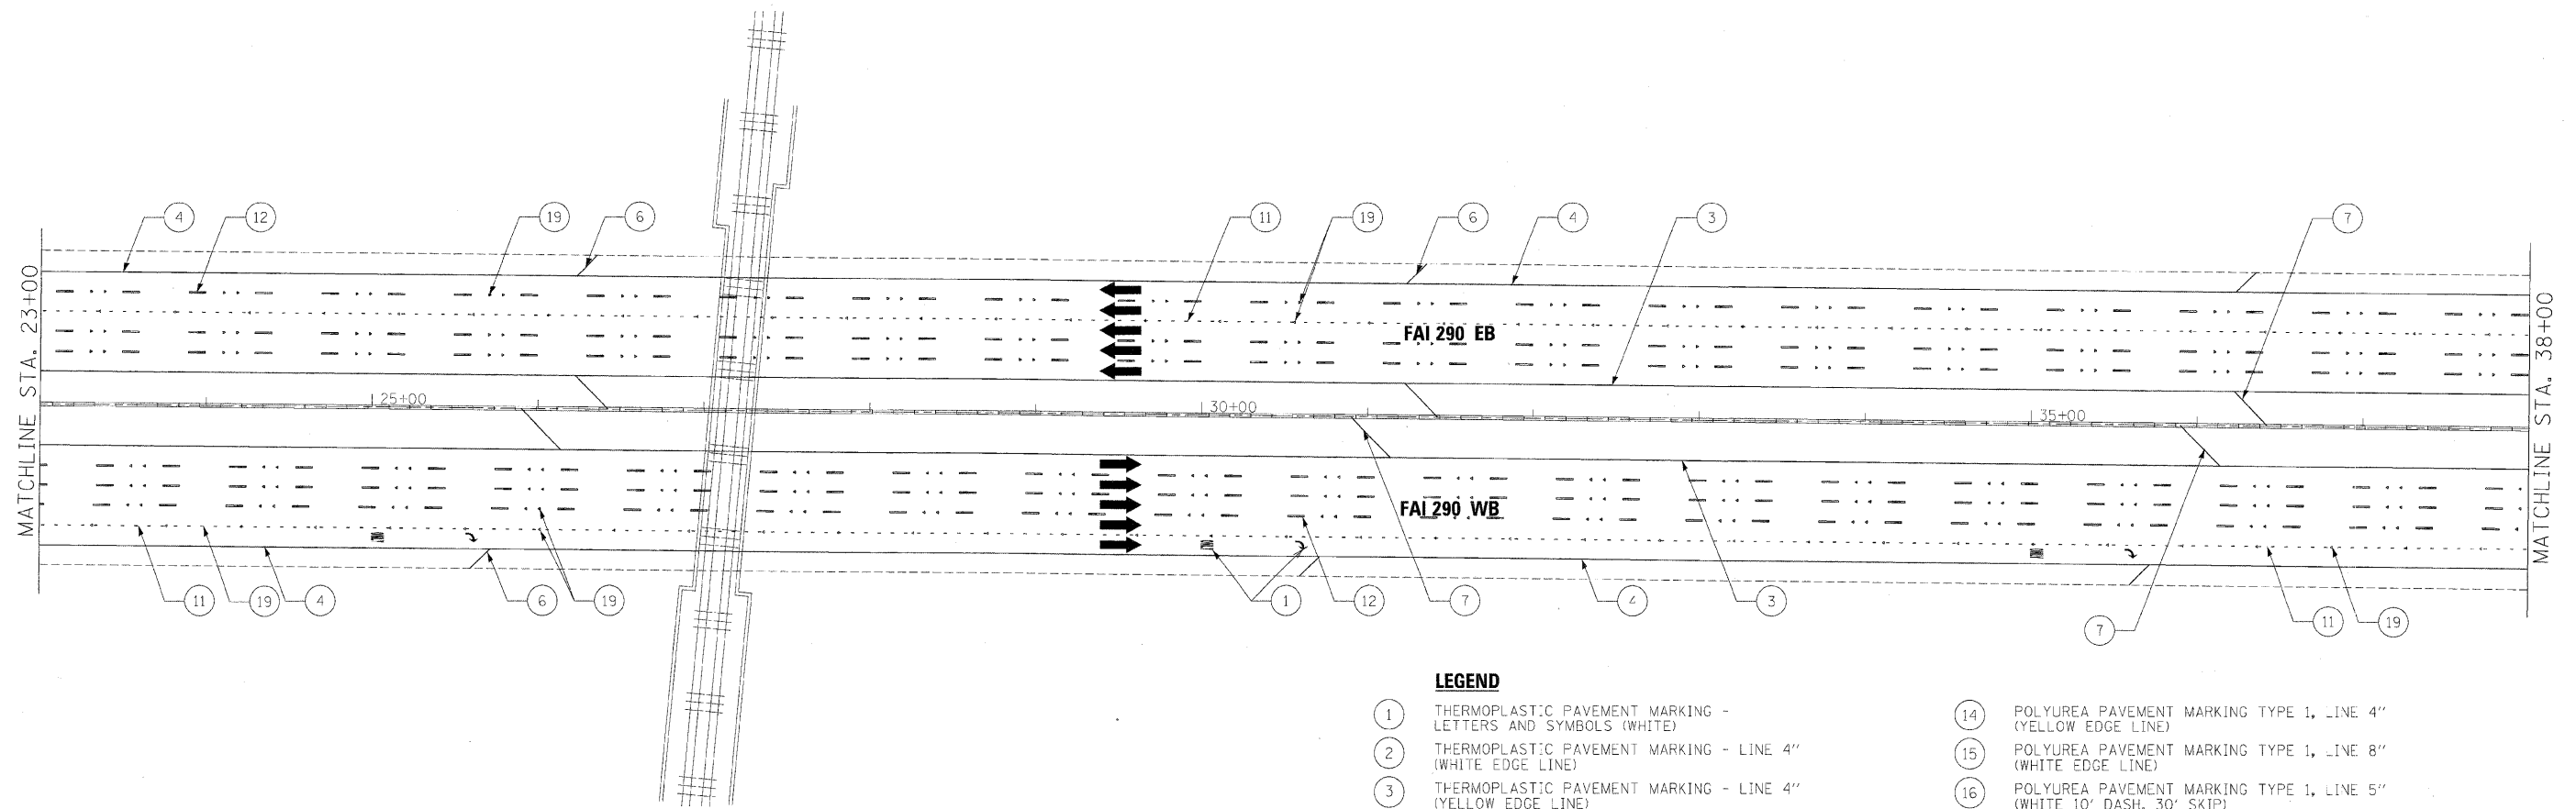 4 12 19 6 11 19 6 4 3 7
MATCHLINE STA. 23+00
MATCHLINE STA. 38+00
FAI 290 EB
25+00 30+00 35+00
FAI 290 WB
11 19 4 6 19 1 12 7 4 3 7 11 19
LEGEND
1 THERMOPLASTIC PAVEMENT MARKING -
LETTERS AND SYMBOLS (WHITE)
2 THERMOPLASTIC PAVEMENT MARKING - LINE 4"
(WHITE EDGE LINE)
3 THERMOPLASTIC PAVEMENT MARKING - LINE 4"
(YELLOW EDGE LINE)
14 POLYUREA PAVEMENT MARKING TYPE 1, LINE 4"
(YELLOW EDGE LINE)
15 POLYUREA PAVEMENT MARKING TYPE 1, LINE 8"
(WHITE EDGE LINE)
16 POLYUREA PAVEMENT MARKING TYPE 1, LINE 5"
(WHITE 10' DASH, 30' SKIP)